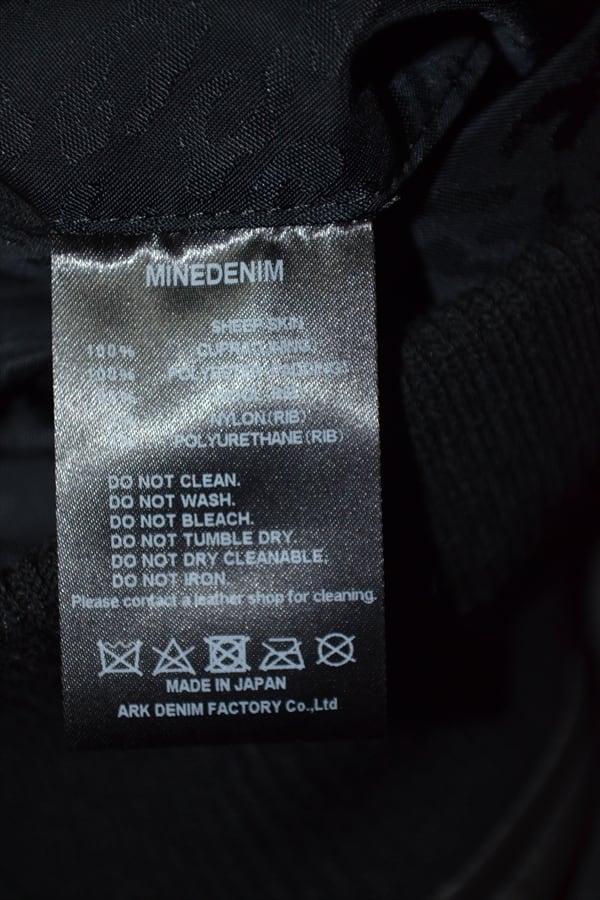 MINEDENIM
SHEEP SKIN
100% CUPRA(LINING)
100% POLYESTER(PADDING)
NYLON(RIB)
POLYURETHANE(RIB)
DO NOT CLEAN.
DO NOT WASH.
DO NOT BLEACH.
DO NOT TUMBLE DRY.
DO NOT DRY CLEANABLE.
DO NOT IRON.
Please contact a leather shop for cleaning.
MADE IN JAPAN
ARK DENIM FACTORY Co.,Ltd